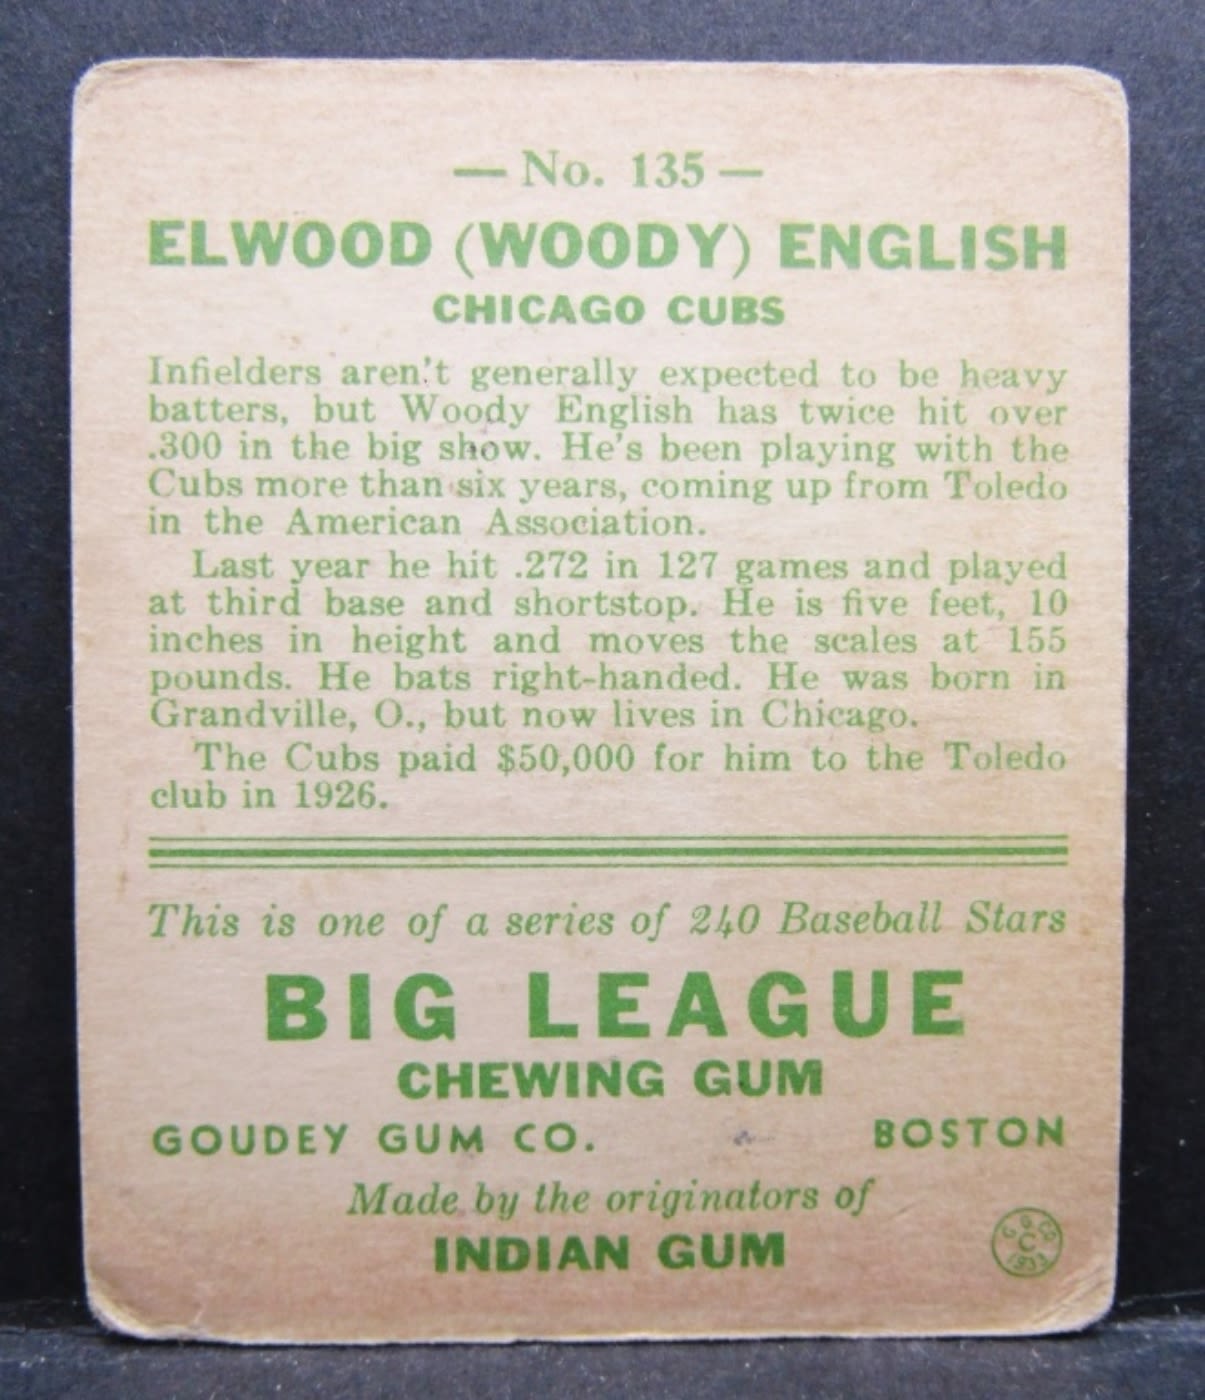 — No. 135 —
ELWOOD (WOODY) ENGLISH
CHICAGO CUBS
Infielders aren't generally expected to be heavy
batters, but Woody English has twice hit over
.300 in the big show. He's been playing with the
Cubs more than six years, coming up from Toledo
in the American Association.
Last year he hit .272 in 127 games and played
at third base and shortstop. He is five feet, 10
inches in height and moves the scales at 155
pounds. He bats right-handed. He was born in
Grandville, O., but now lives in Chicago.
The Cubs paid $50,000 for him to the Toledo
club in 1926.
This is one of a series of 240 Baseball Stars
BIG LEAGUE
CHEWING GUM
GOUDEY GUM CO. BOSTON
Made by the originators of
INDIAN GUM
C